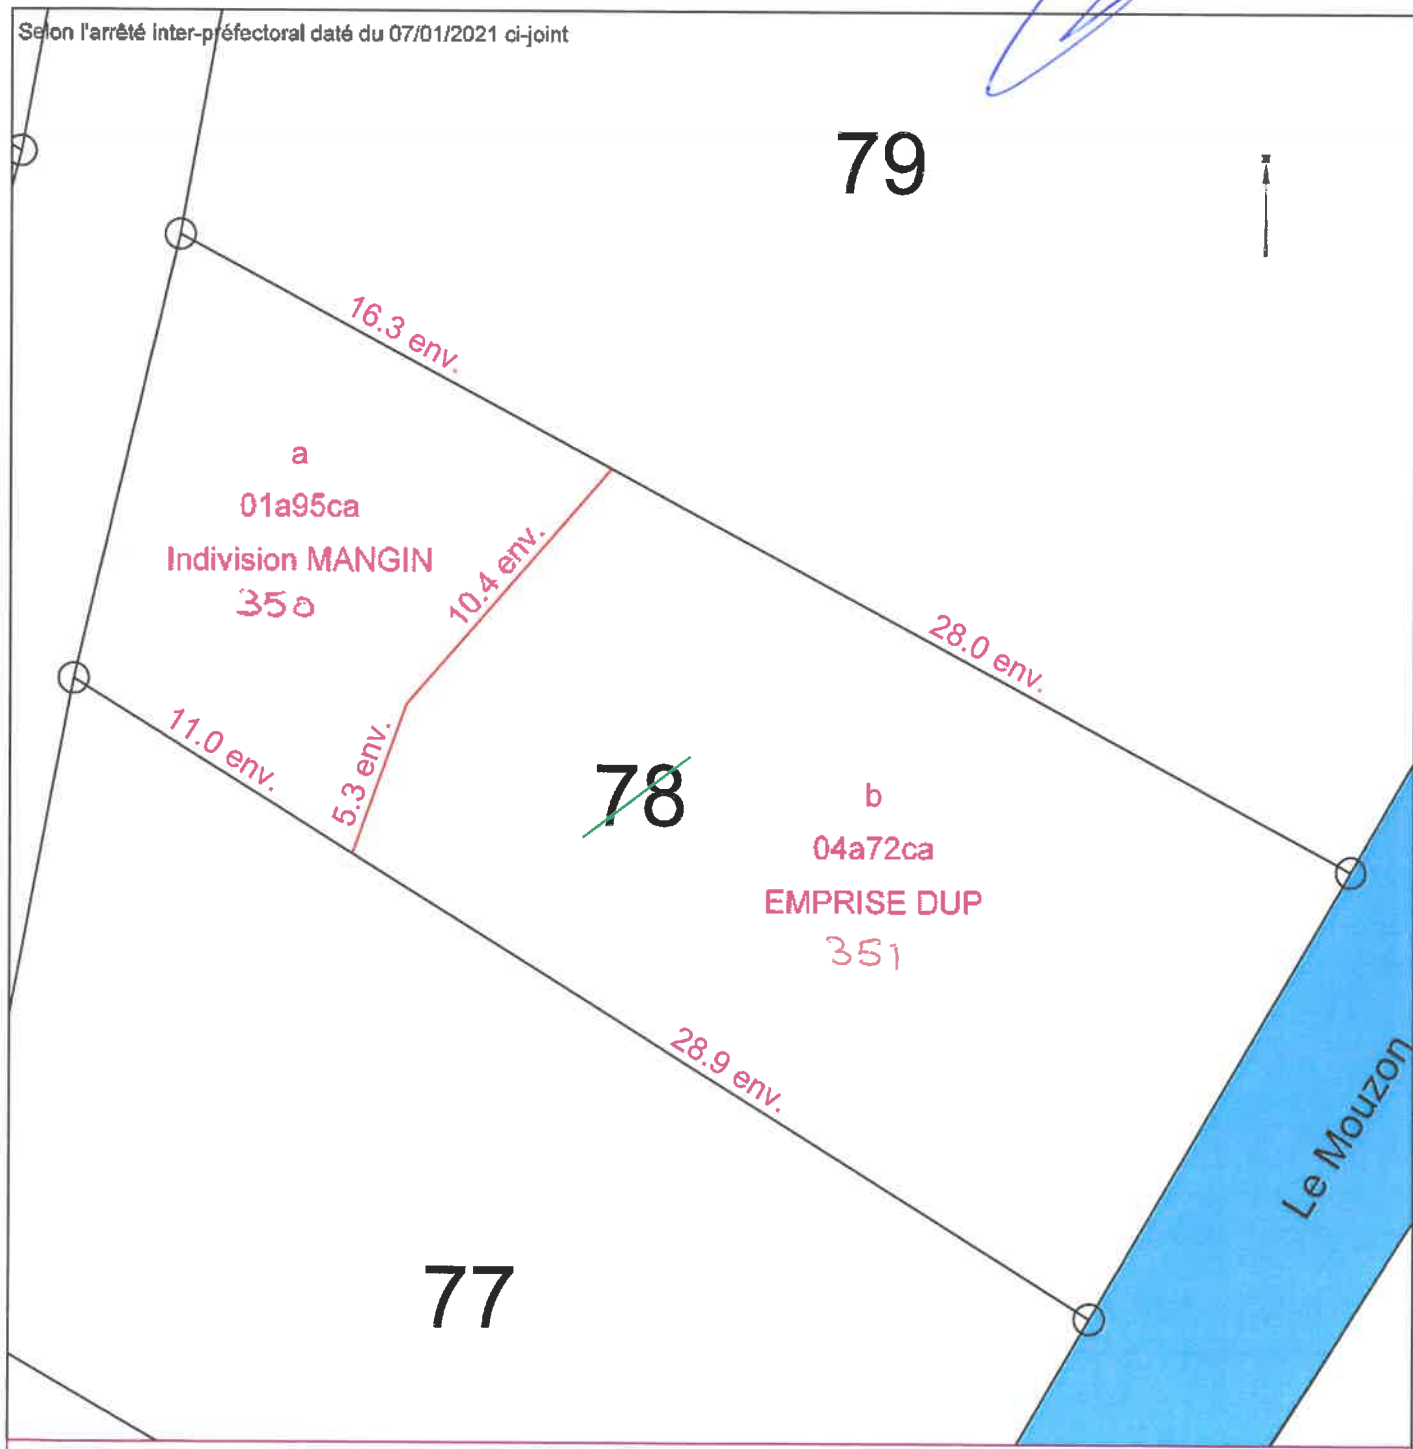 Selon l'arrêté inter-préfectoral daté du 07/01/2021 ci-joint
79
16.3 env.
a
01a95ca
Indivision MANGIN
350
10.4 env.
28.0 env.
11.0 env.
5.3 env.
78
b
04a72ca
EMPRISE DUP
351
28.9 env.
Le Mouzon
77